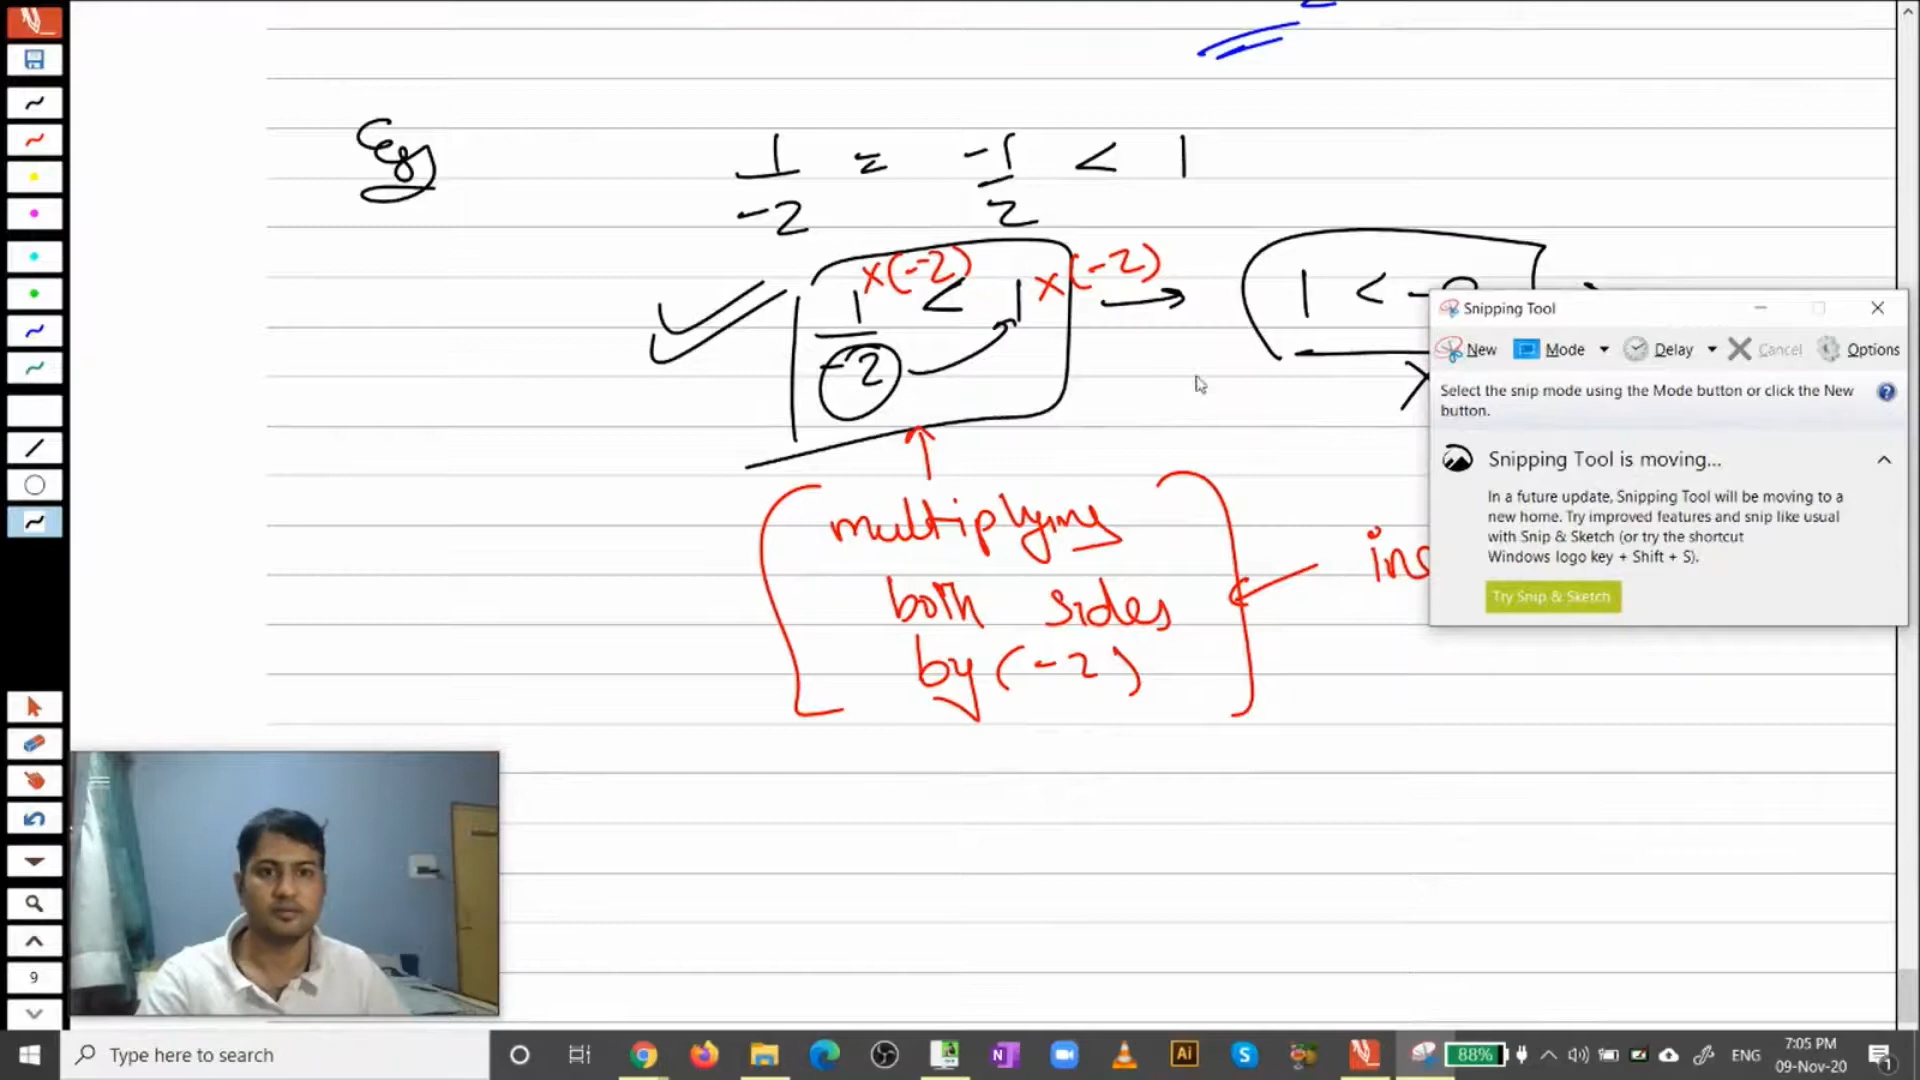 Eg,
1/-2 = -1/2 < 1
1/-2 x(-2) < 1 x(-2) → 1 < -2
multiplying
both sides
by (-2)
ins
Snipping Tool
New Mode Delay Cancel Options
Select the snip mode using the Mode button or click the New
button.
Snipping Tool is moving...
In a future update, Snipping Tool will be moving to a
new home. Try improved features and snip like usual
with Snip & Sketch (or try the shortcut
Windows logo key + Shift + S).
Try Snip & Sketch
9
Type here to search
88%
ENG
7:05 PM
09-Nov-20
1